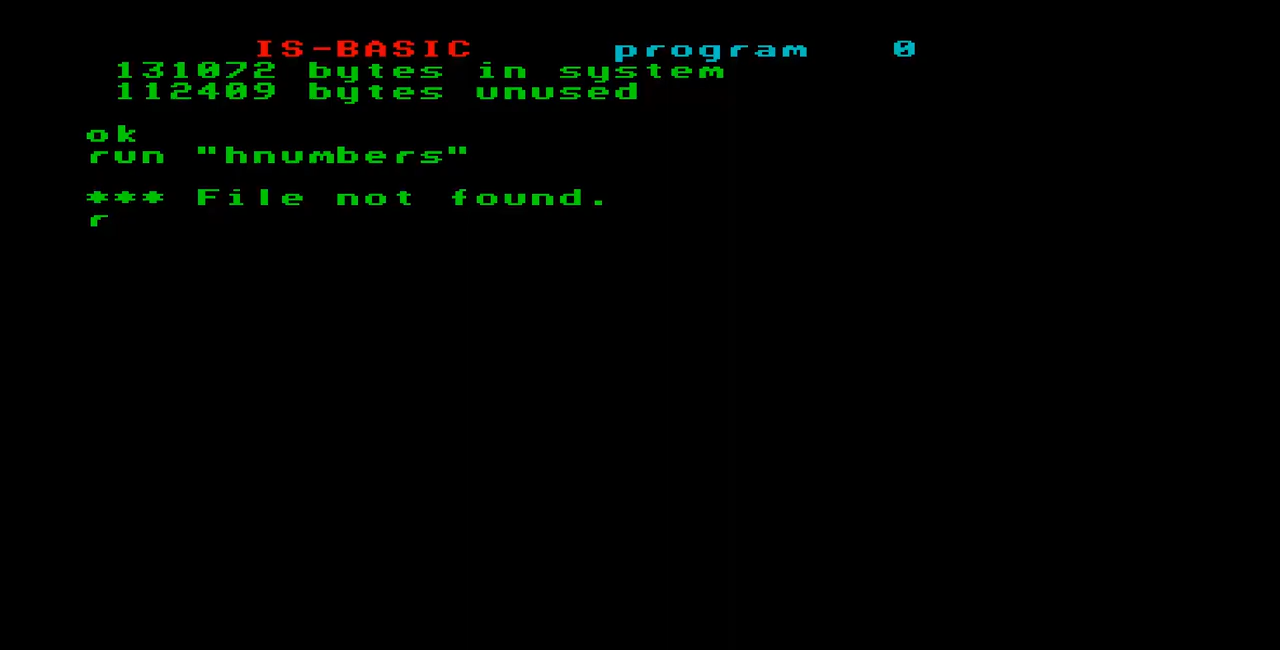 IS-BASIC program 0
131072 bytes in system
112409 bytes unused
ok
run "hnumbers"
*** File not found.
r